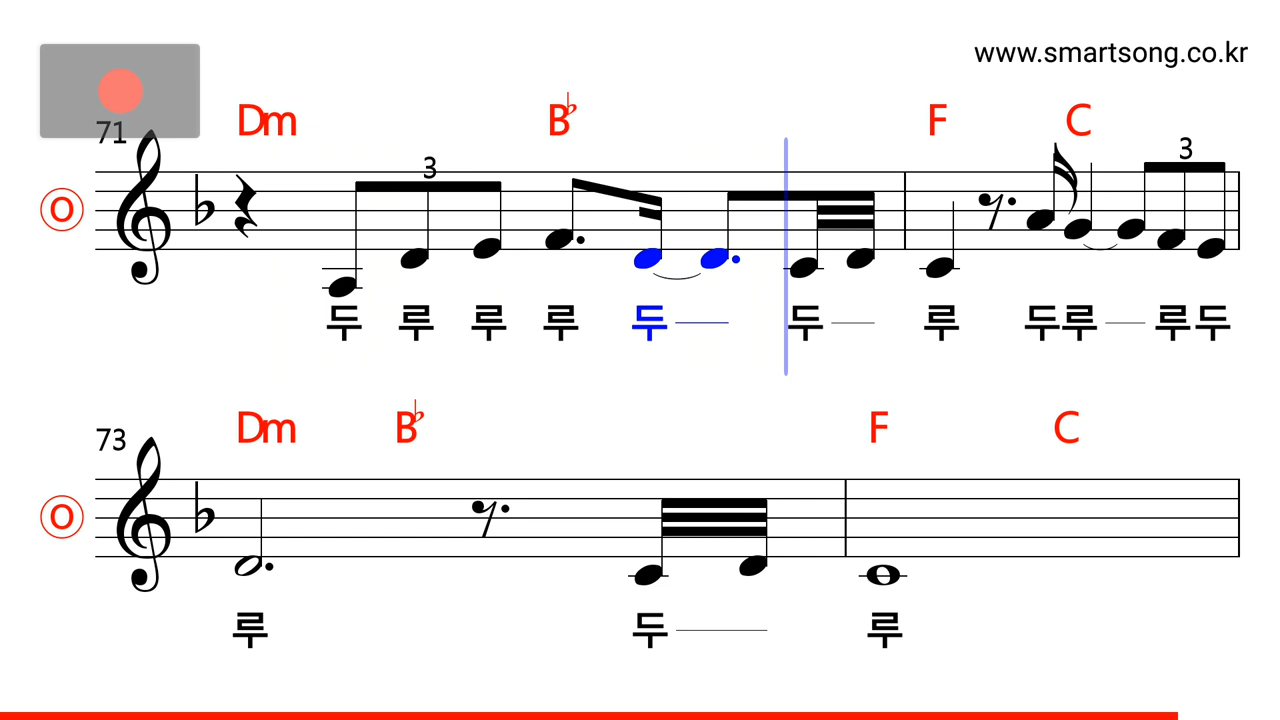 www.smartsong.co.kr
71 Dm B♭ F C
3 3
O
두 루 루 루 두 두 루 두루 루두
73 Dm B♭ F C
O
루 두 루